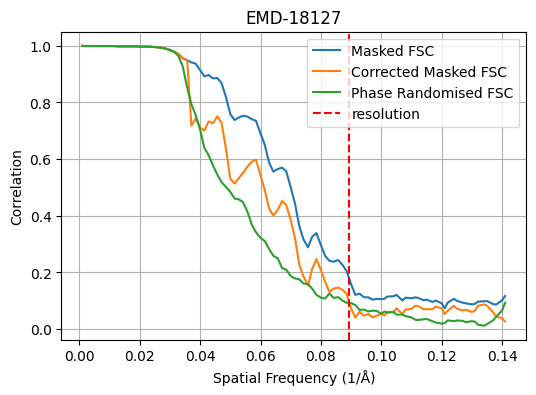 EMD-18127
1.0
0.8
0.6
0.4
0.2
0.0
Correlation
Masked FSC
Corrected Masked FSC
Phase Randomised FSC
resolution
0.00 0.02 0.04 0.06 0.08 0.10 0.12 0.14
Spatial Frequency (1/Å)